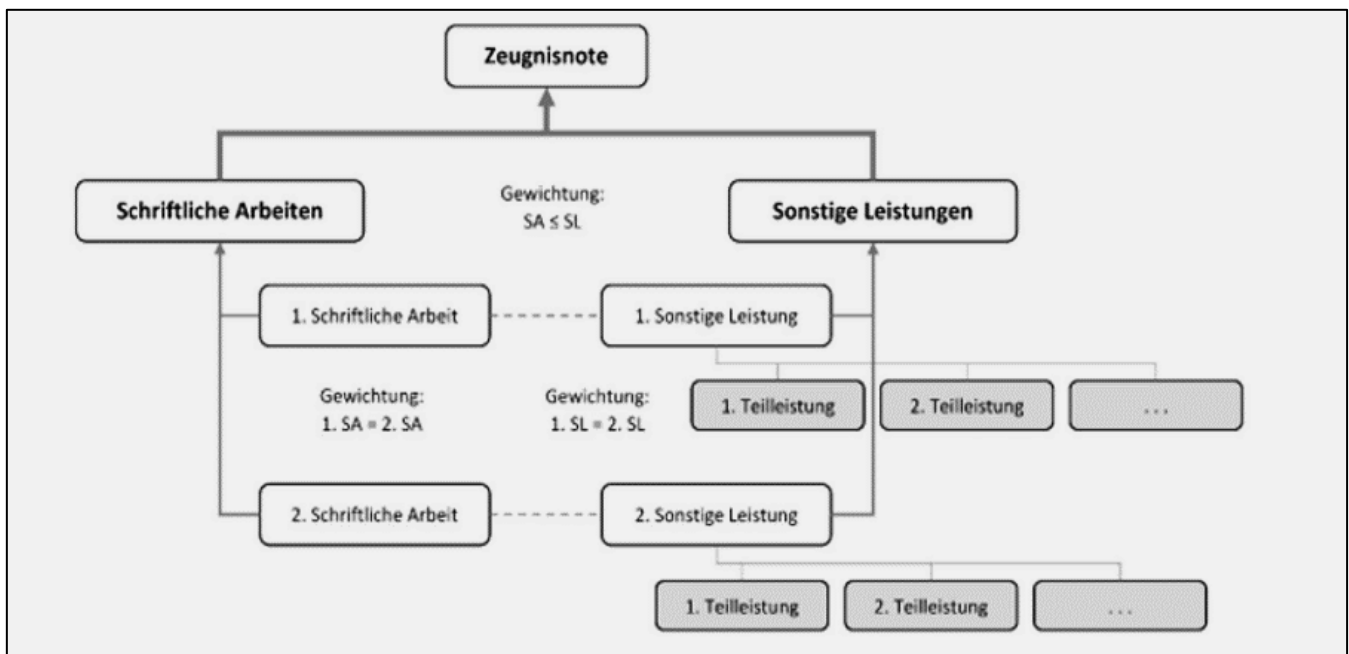 Zeugnisnote
Schriftliche Arbeiten
Gewichtung:
SA ≤ SL
Sonstige Leistungen
1. Schriftliche Arbeit
1. Sonstige Leistung
Gewichtung:
1. SA = 2. SA
Gewichtung:
1. SL = 2. SL
1. Teilleistung
2. Teilleistung
...
2. Schriftliche Arbeit
2. Sonstige Leistung
1. Teilleistung
2. Teilleistung
...